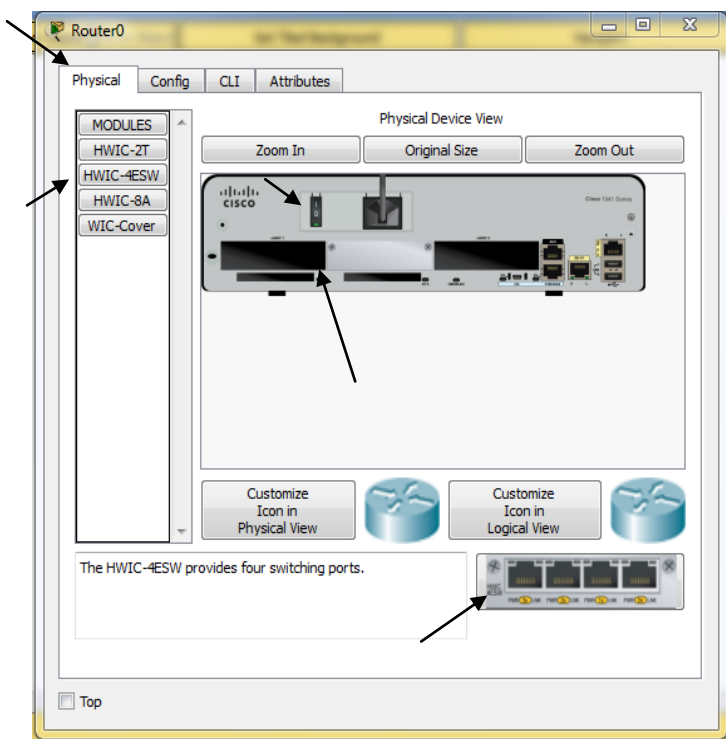 Router0
Physical Config CLI Attributes
MODULES
HWIC-2T
HWIC-4ESW
HWIC-8A
WIC-Cover
Physical Device View
Zoom In Original Size Zoom Out
CISCO
Cisco 1941 Series
Customize
Icon in
Physical View
Customize
Icon in
Logical View
The HWIC-4ESW provides four switching ports.
HWIC
4ESW
Top